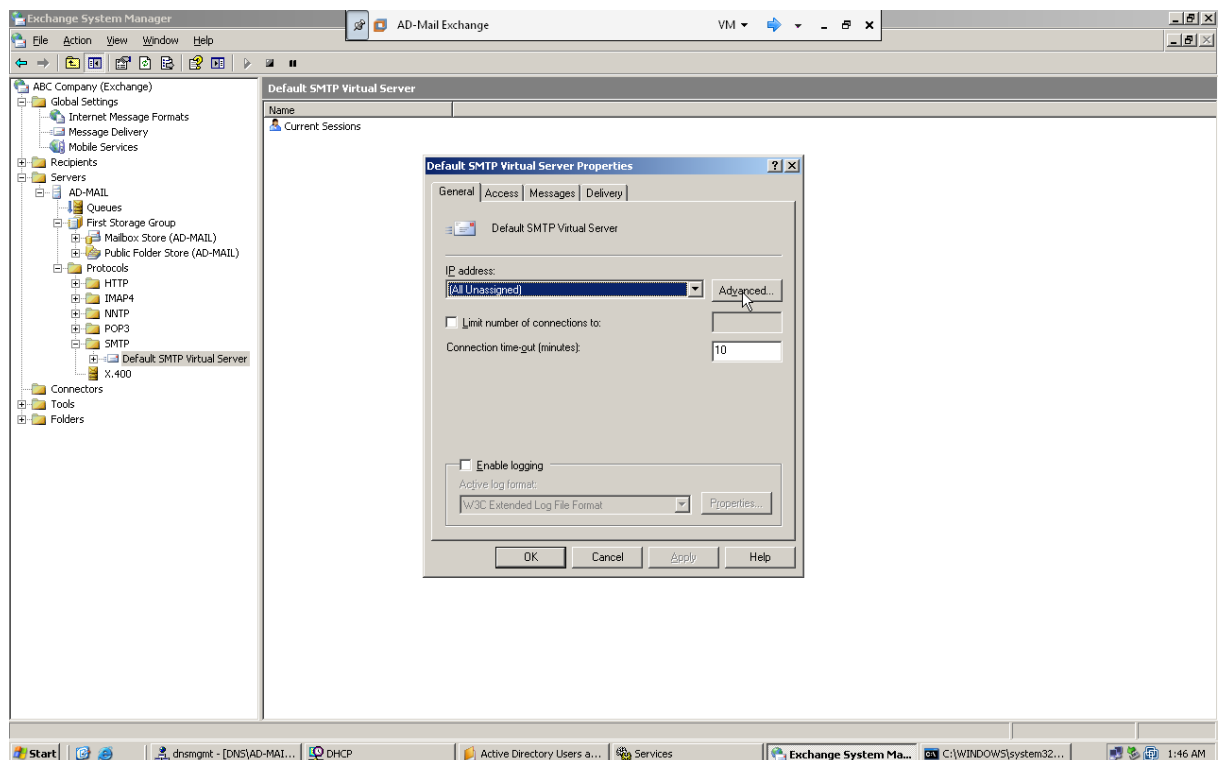 Exchange System Manager
AD-Mail Exchange
VM
File Action View Window Help
ABC Company (Exchange)
Global Settings
Internet Message Formats
Message Delivery
Mobile Services
Recipients
Servers
AD-MAIL
Queues
First Storage Group
Mailbox Store (AD-MAIL)
Public Folder Store (AD-MAIL)
Protocols
HTTP
IMAP4
NNTP
POP3
SMTP
Default SMTP Virtual Server
X.400
Connectors
Tools
Folders
Default SMTP Virtual Server
Name
Current Sessions
Default SMTP Virtual Server Properties
General Access Messages Delivery
Default SMTP Virtual Server
IP address:
(All Unassigned) Advanced...
Limit number of connections to:
Connection time-out (minutes): 10
Enable logging
Active log format:
W3C Extended Log File Format Properties...
OK Cancel Apply Help
Start dnsmgmt - [DNS\AD-MAI... DHCP Active Directory Users a... Services Exchange System Ma... C:\WINDOWS\system32... 1:46 AM